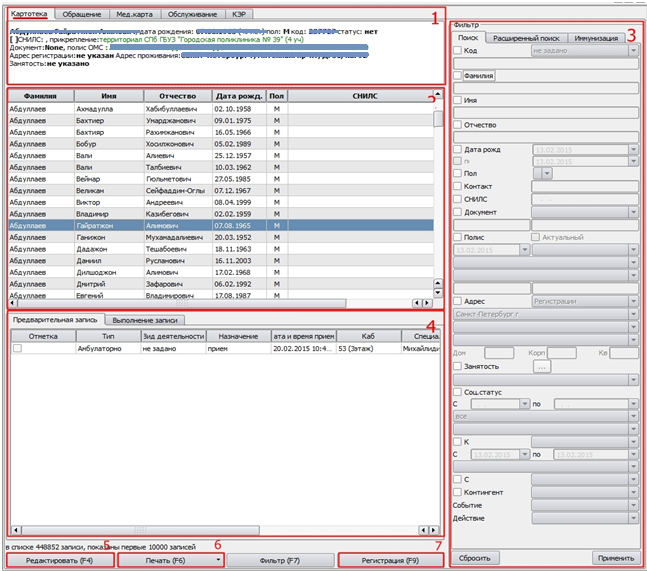 Картотека Обращение Мед.карта Обслуживание КЭР
1
дата рождения: пол: М код: статус: нет
[ ]СНИЛС: , прикрепление:территориал СПб ГБУЗ "Городская поликлиника № 39" (4 уч)
Документ:None, полис ОМС :
Адрес регистрации:не указан Адрес проживания:
Занятость:не указано
2
Фамилия Имя Отчество Дата рожд. Пол СНИЛС
Абдуллаев Ахмадулла Хабибуллаевич 02.10.1958 М
Абдуллаев Бахтиер Умарджанович 09.01.1975 М
Абдуллаев Бахтияр Рахимжанович 16.05.1966 М
Абдуллаев Бобур Хосилжонович 05.02.1989 М
Абдуллаев Вали Алиевич 25.12.1957 М
Абдуллаев Вали Талбиевич 10.03.1962 М
Абдуллаев Вейнар Гюльметович 27.05.1985 М
Абдуллаев Великан Сейфаддин-Оглы 07.12.1967 М
Абдуллаев Виктор Андреевич 08.04.1999 М
Абдуллаев Владимир Казибегович 02.02.1959 М
Абдуллаев Гайратжон Алимович 07.08.1965 М
Абдуллаев Ганижон Мухамадалиевич 20.03.1952 М
Абдуллаев Дадажон Тешабоевич 18.11.1963 М
Абдуллаев Даниил Русланович 16.11.2003 М
Абдуллаев Дилшоджон Алимович 17.02.1968 М
Абдуллаев Дмитрий Зафарович 06.02.1992 М
Абдуллаев Евгений Владимирович 17.08.1987 М
Предварительная запись Выполнение записи
4
Отметка Тип Зид деятельности Назначение ата и время прием Каб Специал
Амбулаторно не задано прием 20.02.2015 10:4... 53 (3этаж) Михайлиди
в списке 448852 записи, показаны первые 10000 записей
5 6 7
Редактировать (F4) Печать (F6) Фильтр (F7) Регистрация (F9)
Фильтр
Поиск Расширенный поиск Иммунизация
3
Код не задано
Фамилия
Имя
Отчество
Дата рожд 13.02.2015
13.02.2015
Пол
Контакт
СНИЛС
Документ
Полис Актуальный
13.02.2015
Адрес Регистрации
Санкт-Петербург г
Дом Корп Кв
Занятость ...
Соц.статус
С по
все
К
С 13.02.2015 по 13.02.2015
С
Контингент
Событие
Действие
Сбросить Применить